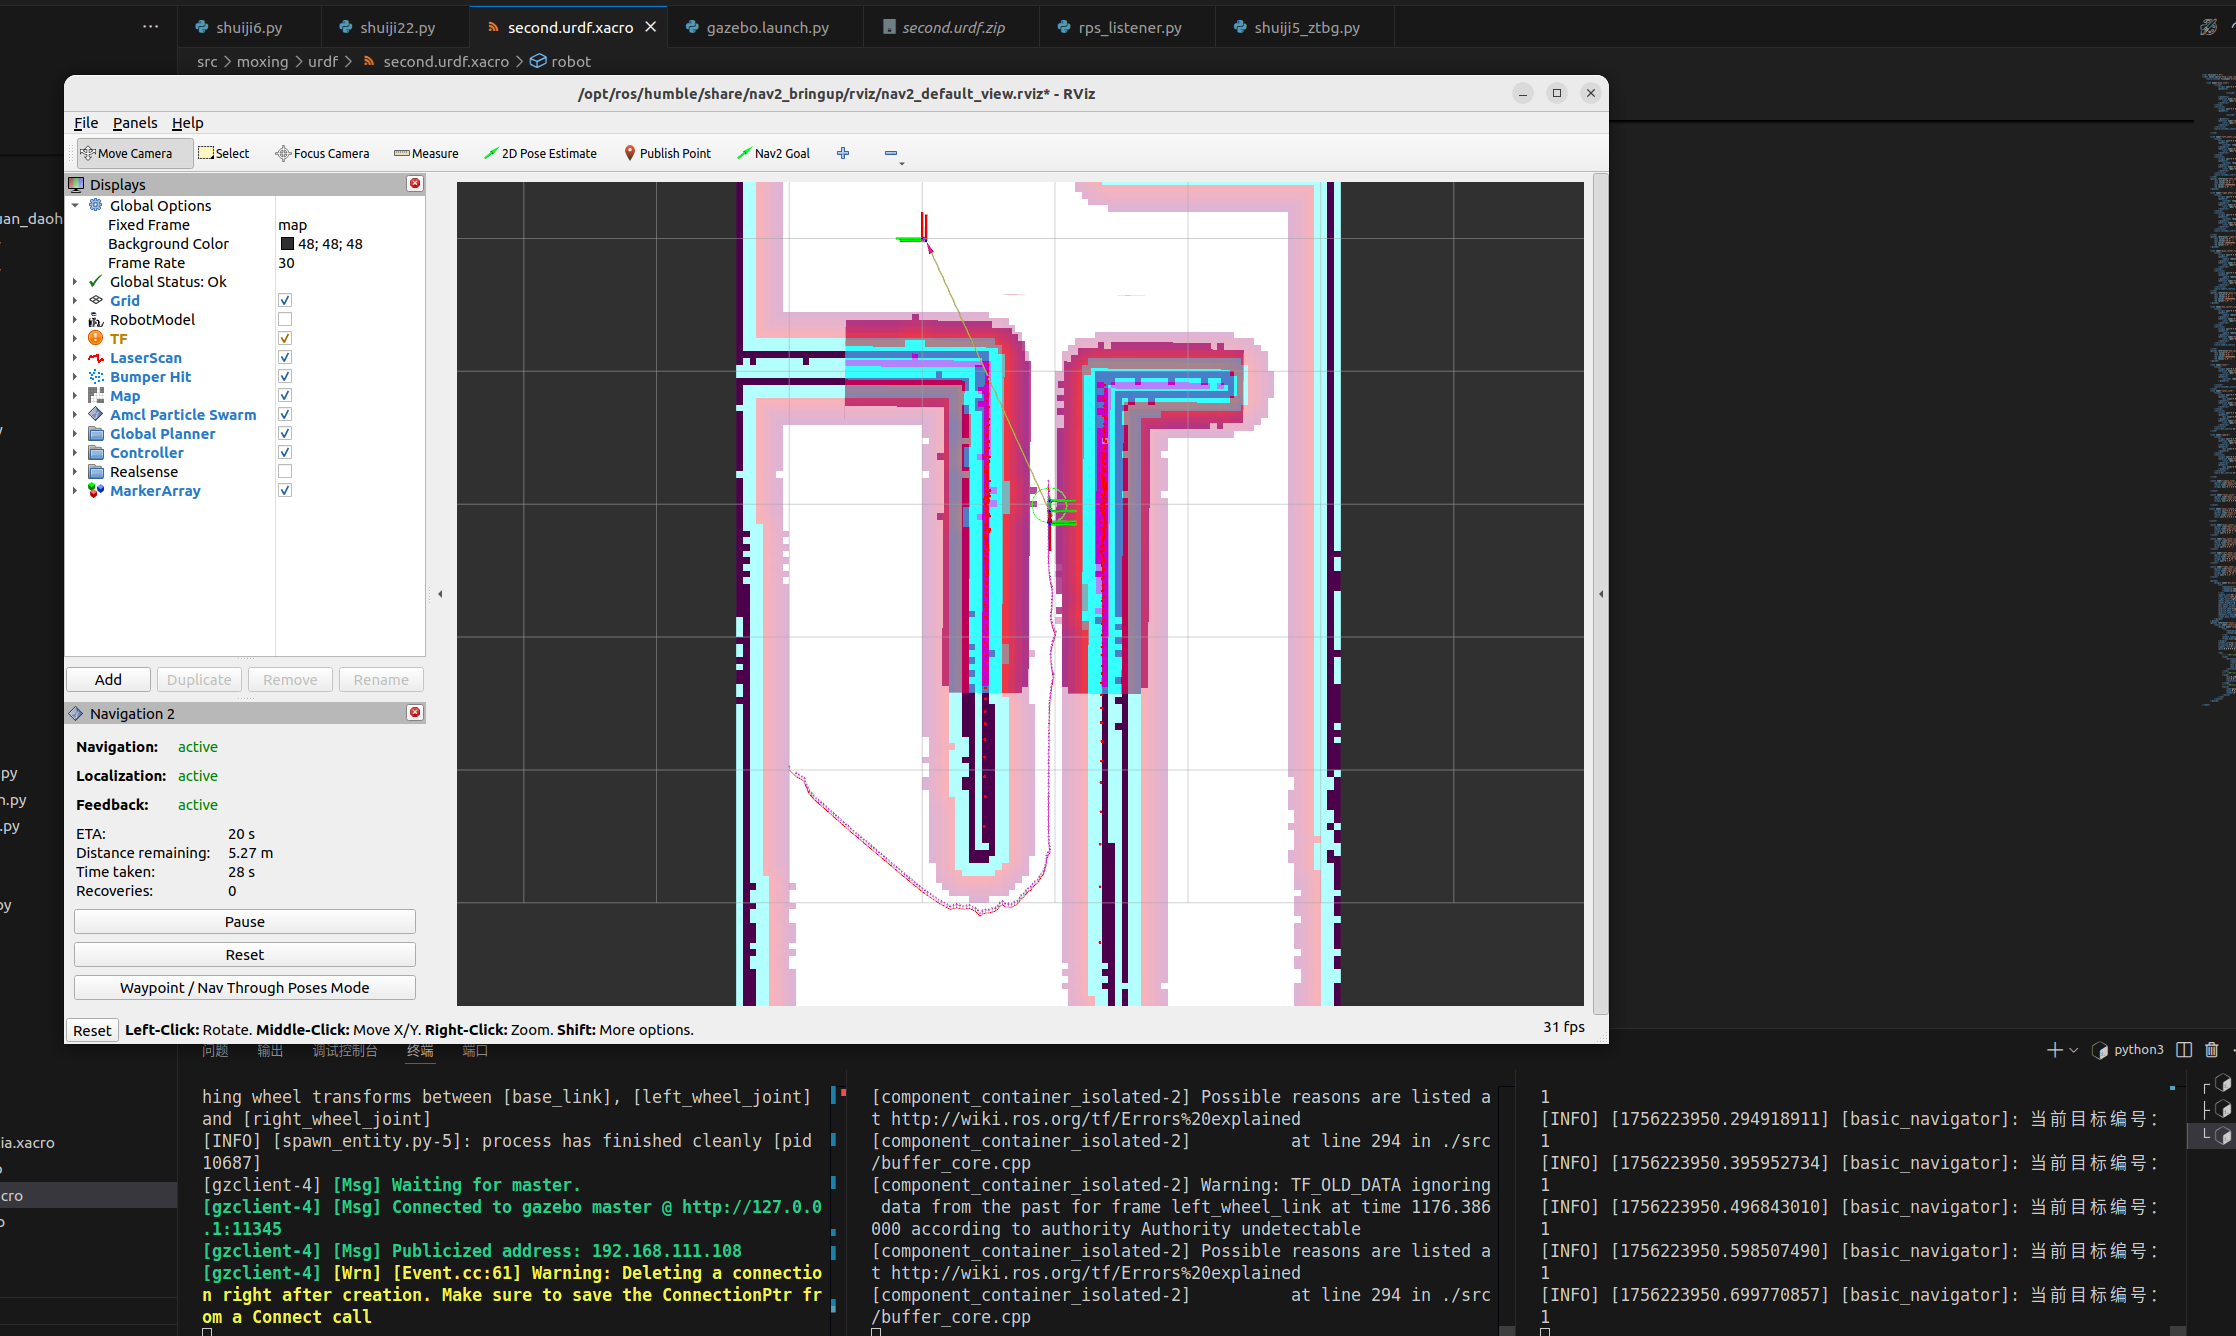 shuiji6.py
shuiji22.py
second.urdf.xacro
gazebo.launch.py
second.urdf.zip
rps_listener.py
shuiji5_ztbg.py
src > moxing > urdf > second.urdf.xacro > robot
/opt/ros/humble/share/nav2_bringup/rviz/nav2_default_view.rviz* - RViz
File Panels Help
Move Camera Select Focus Camera Measure 2D Pose Estimate Publish Point Nav2 Goal
Displays
Global Options
Fixed Frame map
Background Color 48; 48; 48
Frame Rate 30
Global Status: Ok
Grid
RobotModel
TF
LaserScan
Bumper Hit
Map
Amcl Particle Swarm
Global Planner
Controller
Realsense
MarkerArray
Add Duplicate Remove Rename
Navigation 2
Navigation: active
Localization: active
Feedback: active
ETA: 20 s
Distance remaining: 5.27 m
Time taken: 28 s
Recoveries: 0
Pause
Reset
Waypoint / Nav Through Poses Mode
Reset Left-Click: Rotate. Middle-Click: Move X/Y. Right-Click: Zoom. Shift: More options.
31 fps
uan_daoh
py
n.py
.py
py
ia.xacro
cro
问题 输出 调试控制台 终端 端口
python3
hing wheel transforms between [base_link], [left_wheel_joint]
and [right_wheel_joint]
[INFO] [spawn_entity.py-5]: process has finished cleanly [pid
10687]
[gzclient-4] [Msg] Waiting for master.
[gzclient-4] [Msg] Connected to gazebo master @ http://127.0.0
.1:11345
[gzclient-4] [Msg] Publicized address: 192.168.111.108
[gzclient-4] [Wrn] [Event.cc:61] Warning: Deleting a connectio
n right after creation. Make sure to save the ConnectionPtr fr
om a Connect call
[component_container_isolated-2] Possible reasons are listed a
t http://wiki.ros.org/tf/Errors%20explained
[component_container_isolated-2] at line 294 in ./src
/buffer_core.cpp
[component_container_isolated-2] Warning: TF_OLD_DATA ignoring
data from the past for frame left_wheel_link at time 1176.386
000 according to authority Authority undetectable
[component_container_isolated-2] Possible reasons are listed a
t http://wiki.ros.org/tf/Errors%20explained
[component_container_isolated-2] at line 294 in ./src
/buffer_core.cpp
1
[INFO] [1756223950.294918911] [basic_navigator]: 当前目标编号:
1
[INFO] [1756223950.395952734] [basic_navigator]: 当前目标编号:
1
[INFO] [1756223950.496843010] [basic_navigator]: 当前目标编号:
1
[INFO] [1756223950.598507490] [basic_navigator]: 当前目标编号:
1
[INFO] [1756223950.699770857] [basic_navigator]: 当前目标编号:
1